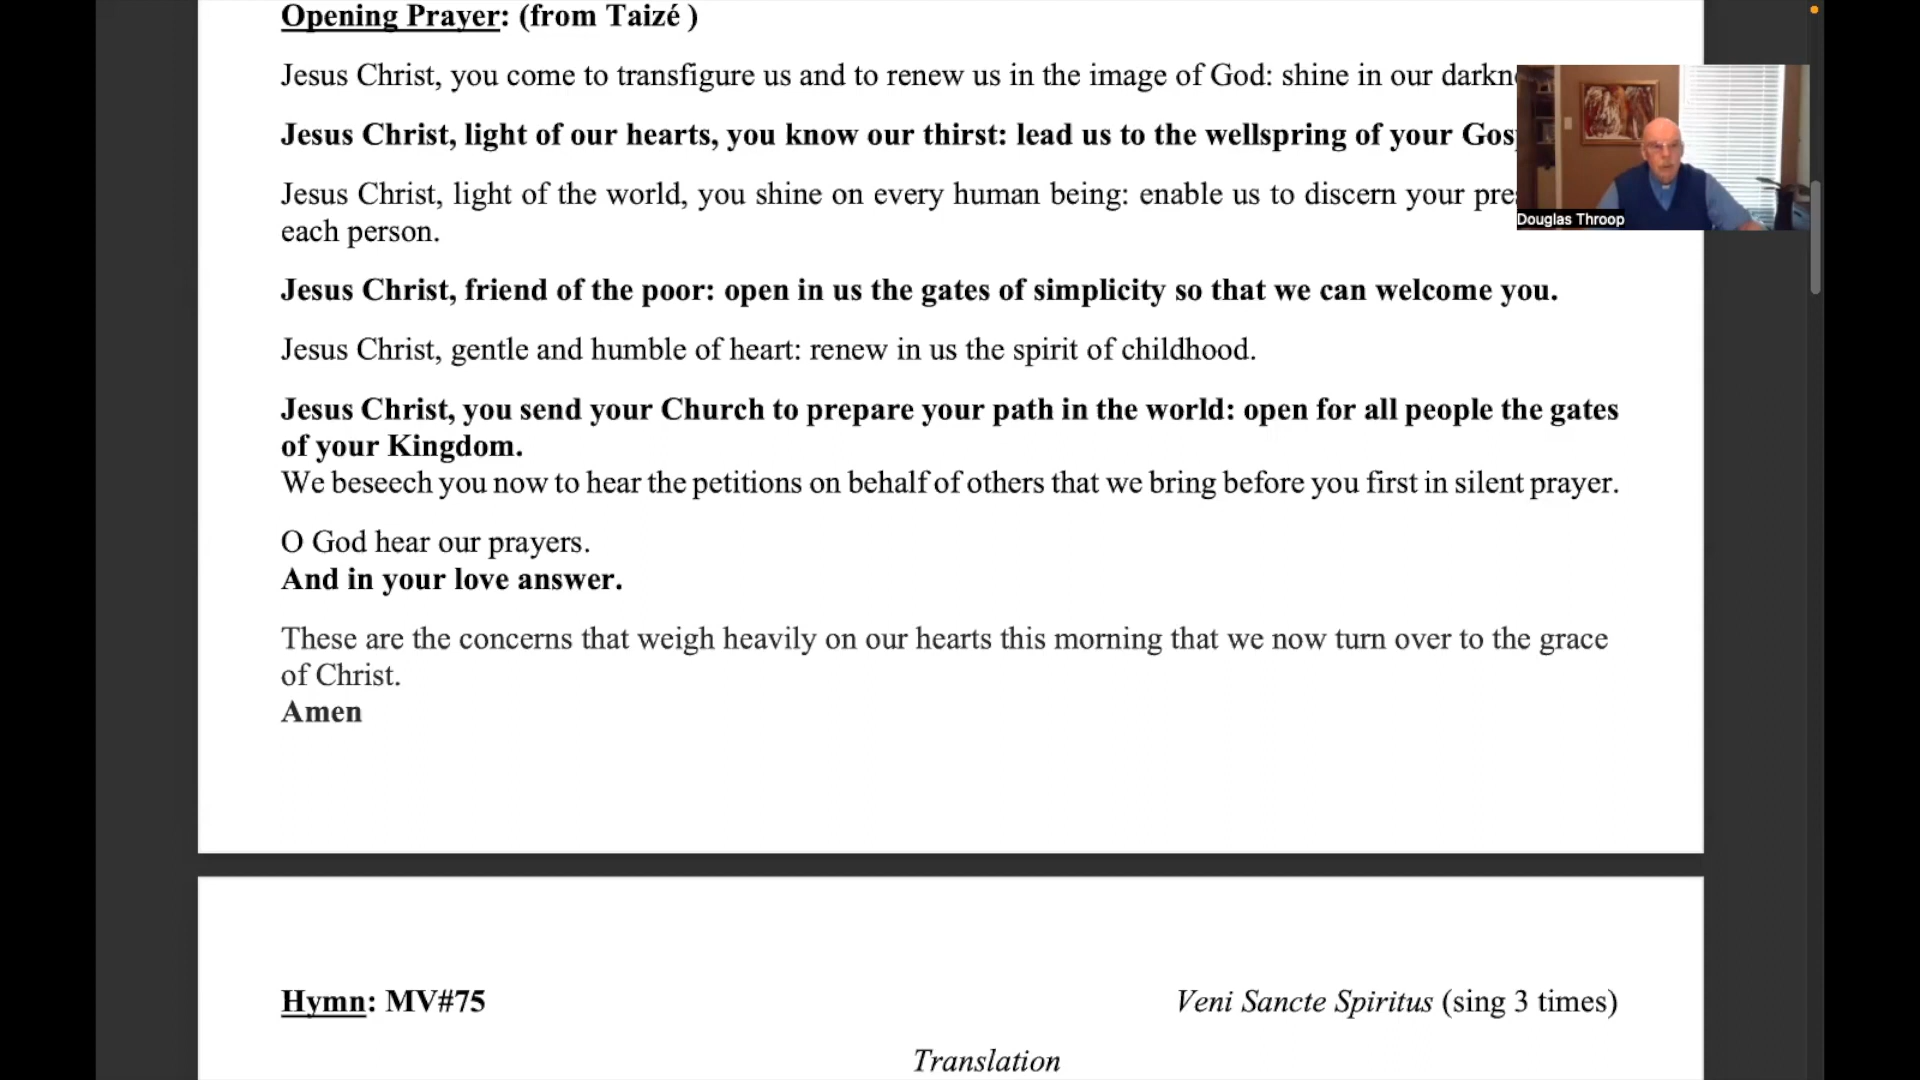 Opening Prayer: (from Taizé )
Jesus Christ, you come to transfigure us and to renew us in the image of God: shine in our
Jesus Christ, light of our hearts, you know our thirst: lead us to the wellspring of your
Jesus Christ, light of the world, you shine on every human being: enable us to discern your
each person.
Douglas Throop
Jesus Christ, friend of the poor: open in us the gates of simplicity so that we can welcome you.
Jesus Christ, gentle and humble of heart: renew in us the spirit of childhood.
Jesus Christ, you send your Church to prepare your path in the world: open for all people the gates
of your Kingdom.
We beseech you now to hear the petitions on behalf of others that we bring before you first in silent prayer.
O God hear our prayers.
And in your love answer.
These are the concerns that weigh heavily on our hearts this morning that we now turn over to the grace
of Christ.
Amen
Hymn: MV#75 Veni Sancte Spiritus (sing 3 times)
Translation